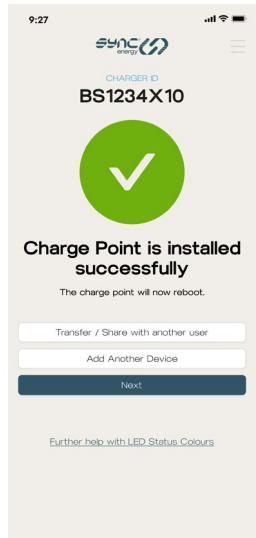 9:27
sync
energy
CHARGER ID
BS1234X10
Charge Point is installed
successfully
The charge point will now reboot.
Transfer / Share with another user
Add Another Device
Next
Further help with LED Status Colours